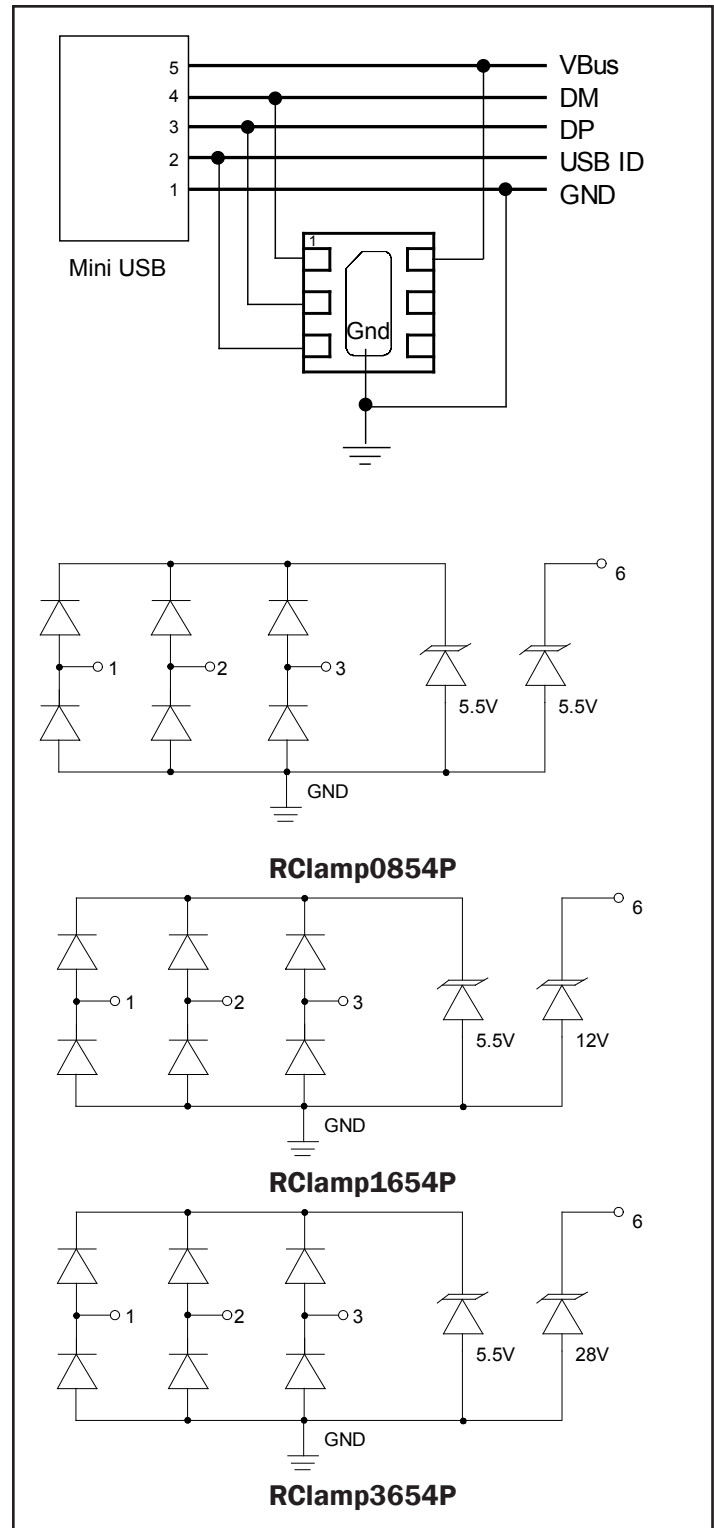 5 VBus
4 DM
3 DP
2 USB ID
1 GND
Mini USB
1
Gnd
6
1 2 3
5.5V 5.5V
GND
RClamp0854P
6
1 2 3
5.5V 12V
GND
RClamp1654P
6
1 2 3
5.5V 28V
GND
RClamp3654P